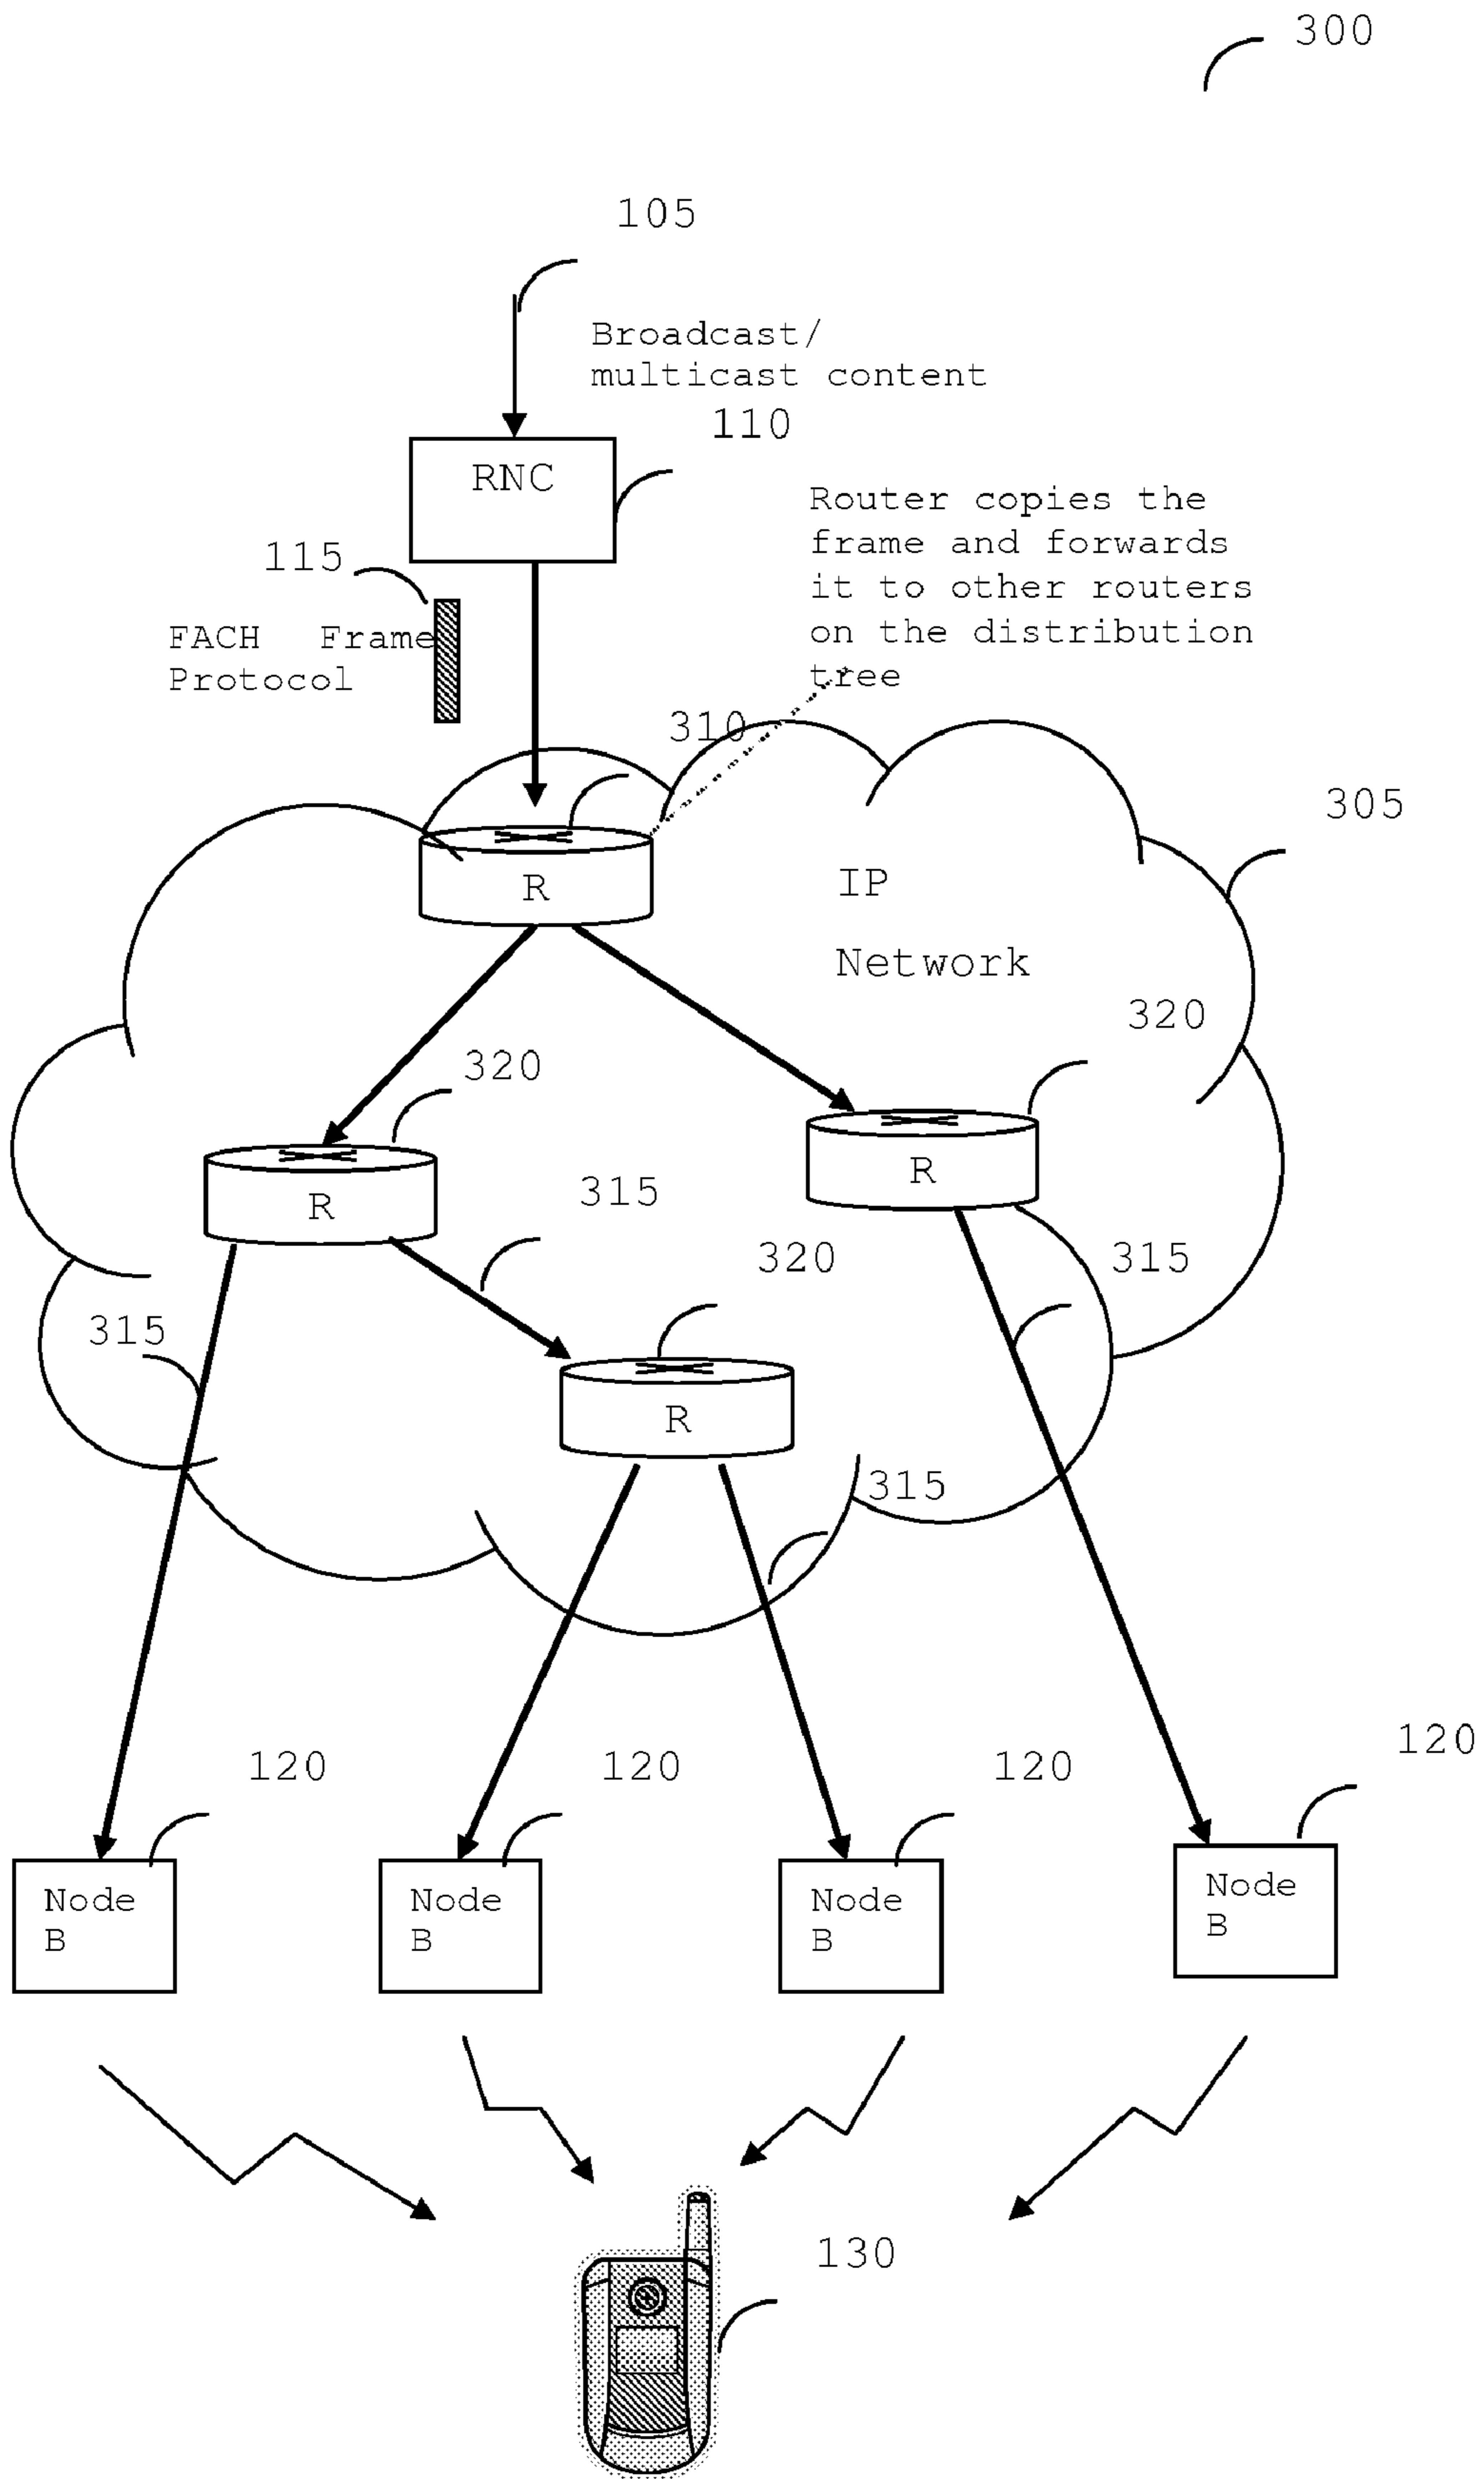 300
105
Broadcast/
multicast content
110
RNC
Router copies the
frame and forwards
it to other routers
on the distribution
tree
115
FACH Frame
Protocol
310
305
R
IP
Network
320
320
R
R
315
320
315
315
R
315
120
120
120
120
Node
B
Node
B
Node
B
Node
B
130